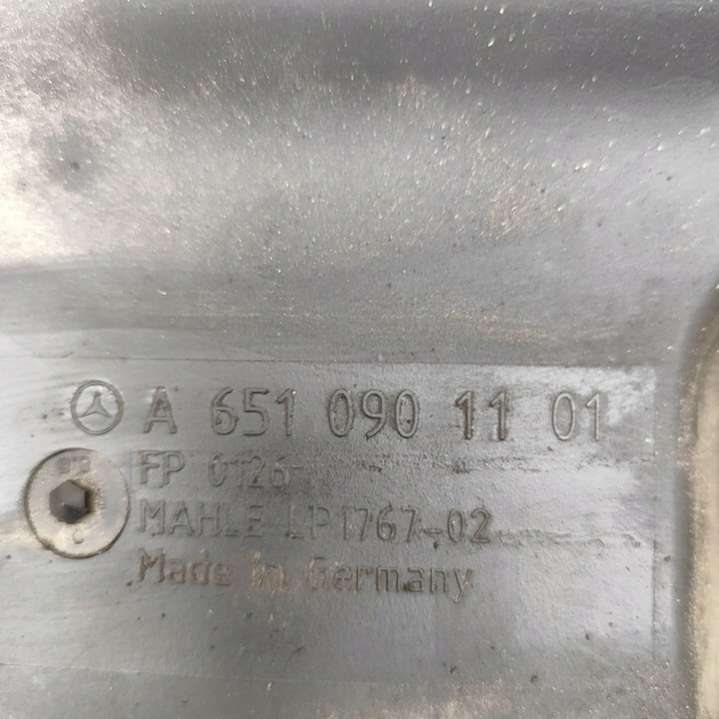 A 651 090 11 01
FP 0126
MAHLE LP1767-02
Made in Germany